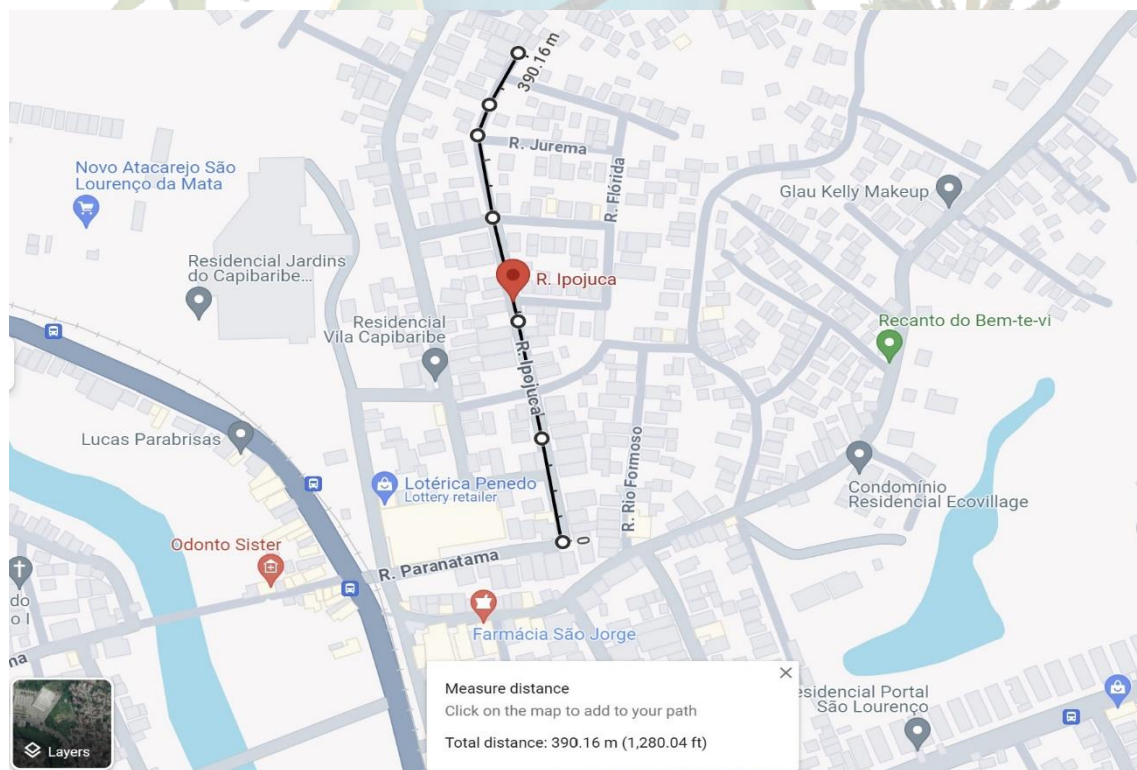 390.16 m
R. Jurema
Novo Atacarejo São
Lourenço da Mata
R. Flórida
Glau Kelly Makeup
Residencial Jardins
do Capibaribe...
R. Ipojuca
Residencial
Vila Capibaribe
Recanto do Bem-te-vi
R. Ipojuca
Lucas Parabrisas
Lotérica Penedo
Lottery retailer
R. Rio Formoso
Condomínio
Residencial Ecovillage
Odonto Sister
0
R. Paranatama
do
o I
Farmácia São Jorge
na
Measure distance
Click on the map to add to your path
Total distance: 390.16 m (1,280.04 ft)
esidencial Portal
São Lourenço
Layers